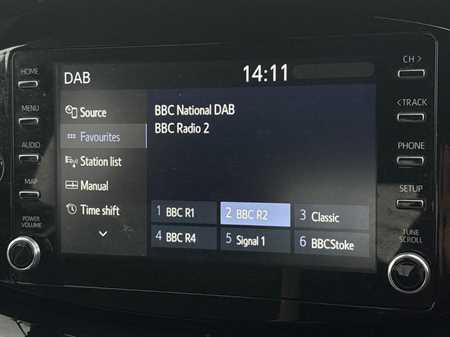 DAB 14:11
HOME
MENU
AUDIO
MAP
POWER
VOLUME
Source
Favourites
Station list
Manual
Time shift
BBC National DAB
BBC Radio 2
1 BBC R1
2 BBC R2
3 Classic
4 BBC R4
5 Signal 1
6 BBCStoke
CH >
<TRACK
PHONE
SETUP
TUNE
SCROLL